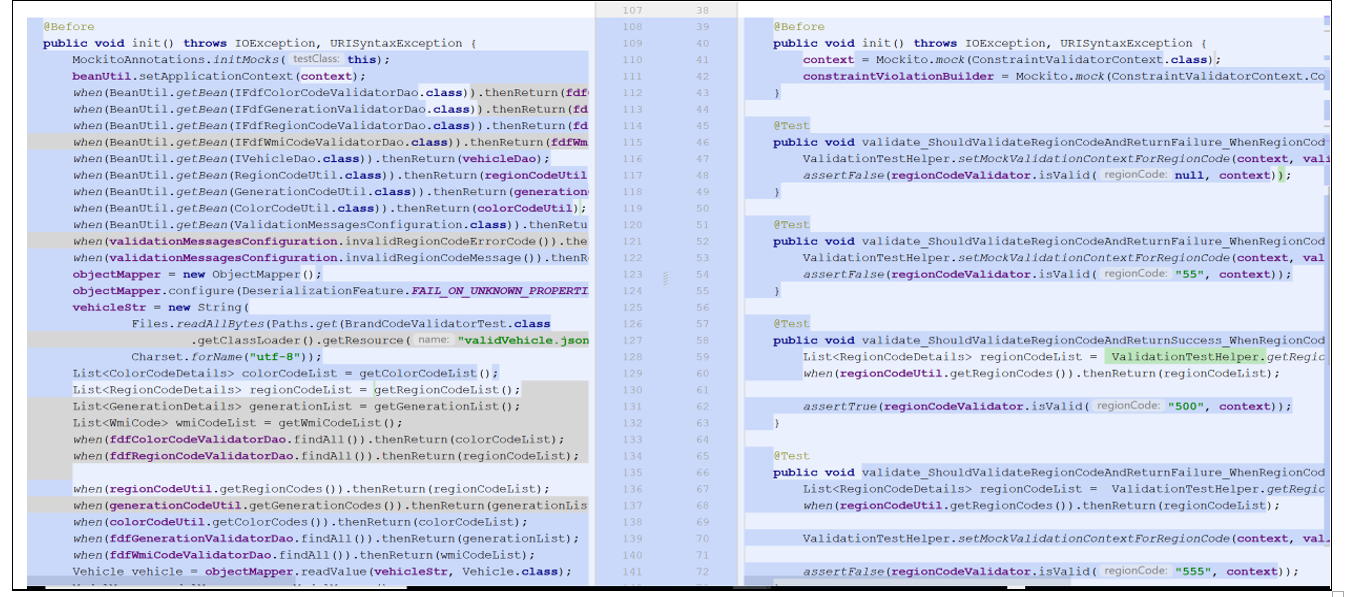 107 38
@Before
public void init() throws IOException, URISyntaxException {
MockitoAnnotations.initMocks( testClass: this);
beanUtil.setApplicationContext(context);
when(BeanUtil.getBean(IFdfColorCodeValidatorDao.class)).thenReturn(fdf
when(BeanUtil.getBean(IFdfGenerationValidatorDao.class)).thenReturn(fd
when(BeanUtil.getBean(IFdfRegionCodeValidatorDao.class)).thenReturn(fd
when(BeanUtil.getBean(IFdfWmiCodeValidatorDao.class)).thenReturn(fdfWm
when(BeanUtil.getBean(IVehicleDao.class)).thenReturn(vehicleDao);
when(BeanUtil.getBean(RegionCodeUtil.class)).thenReturn(regionCodeUtil
when(BeanUtil.getBean(GenerationCodeUtil.class)).thenReturn(generation
when(BeanUtil.getBean(ColorCodeUtil.class)).thenReturn(colorCodeUtil);
when(BeanUtil.getBean(ValidationMessagesConfiguration.class)).thenRetu
when(validationMessagesConfiguration.invalidRegionCodeErrorCode()).the
when(validationMessagesConfiguration.invalidRegionCodeMessage()).thenR
objectMapper = new ObjectMapper();
objectMapper.configure(DeserializationFeature.FAIL_ON_UNKNOWN_PROPERTI
vehicleStr = new String(
Files.readAllBytes(Paths.get(BrandCodeValidatorTest.class
.getClassLoader().getResource( name: "validVehicle.json
Charset.forName("utf-8"));
List<ColorCodeDetails> colorCodeList = getColorCodeList();
List<RegionCodeDetails> regionCodeList = getRegionCodeList();
List<GenerationDetails> generationList = getGenerationList();
List<WmiCode> wmiCodeList = getWmiCodeList();
when(fdfColorCodeValidatorDao.findAll()).thenReturn(colorCodeList);
when(fdfRegionCodeValidatorDao.findAll()).thenReturn(regionCodeList);
when(regionCodeUtil.getRegionCodes()).thenReturn(regionCodeList);
when(generationCodeUtil.getGenerationCodes()).thenReturn(generationLis
when(colorCodeUtil.getColorCodes()).thenReturn(colorCodeList);
when(fdfGenerationValidatorDao.findAll()).thenReturn(generationList);
when(fdfWmiCodeValidatorDao.findAll()).thenReturn(wmiCodeList);
Vehicle vehicle = objectMapper.readValue(vehicleStr, Vehicle.class);
108 39
109 40
110 41
111 42
112 43
113 44
114 45
115 46
116 47
117 48
118 49
119 50
120 51
121 52
122 53
123 54
124 55
125 56
126 57
127 58
128 59
129 60
130 61
131 62
132 63
133 64
134 65
135 66
136 67
137 68
138 69
139 70
140 71
141 72
@Before
public void init() throws IOException, URISyntaxException {
context = Mockito.mock(ConstraintValidatorContext.class);
constraintViolationBuilder = Mockito.mock(ConstraintValidatorContext.Co
}
@Test
public void validate_ShouldValidateRegionCodeAndReturnFailure_WhenRegionCod
ValidationTestHelper.setMockValidationContextForRegionCode(context, vali
assertFalse(regionCodeValidator.isValid( regionCode: null, context));
}
@Test
public void validate_ShouldValidateRegionCodeAndReturnFailure_WhenRegionCod
ValidationTestHelper.setMockValidationContextForRegionCode(context, val
assertFalse(regionCodeValidator.isValid( regionCode: "55", context));
}
@Test
public void validate_ShouldValidateRegionCodeAndReturnSuccess_WhenRegionCod
List<RegionCodeDetails> regionCodeList = ValidationTestHelper.getRegic
when(regionCodeUtil.getRegionCodes()).thenReturn(regionCodeList);
assertTrue(regionCodeValidator.isValid( regionCode: "500", context));
}
@Test
public void validate_ShouldValidateRegionCodeAndReturnFailure_WhenRegionCod
List<RegionCodeDetails> regionCodeList = ValidationTestHelper.getRegic
when(regionCodeUtil.getRegionCodes()).thenReturn(regionCodeList);
ValidationTestHelper.setMockValidationContextForRegionCode(context, val
assertFalse(regionCodeValidator.isValid( regionCode: "555", context));